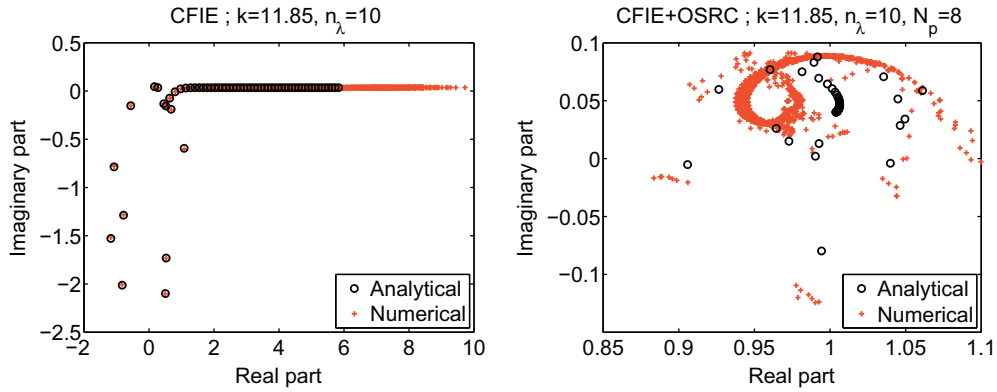 CFIE ; k=11.85, n_λ=10
0.5
0
−0.5
−1
−1.5
−2
−2.5
Imaginary part
−2 0 2 4 6 8 10
Real part
Analytical
Numerical
CFIE+OSRC ; k=11.85, n_λ=10, N_p=8
0.1
0.05
0
−0.05
−0.1
Imaginary part
0.85 0.9 0.95 1 1.05 1.1
Real part
Analytical
Numerical